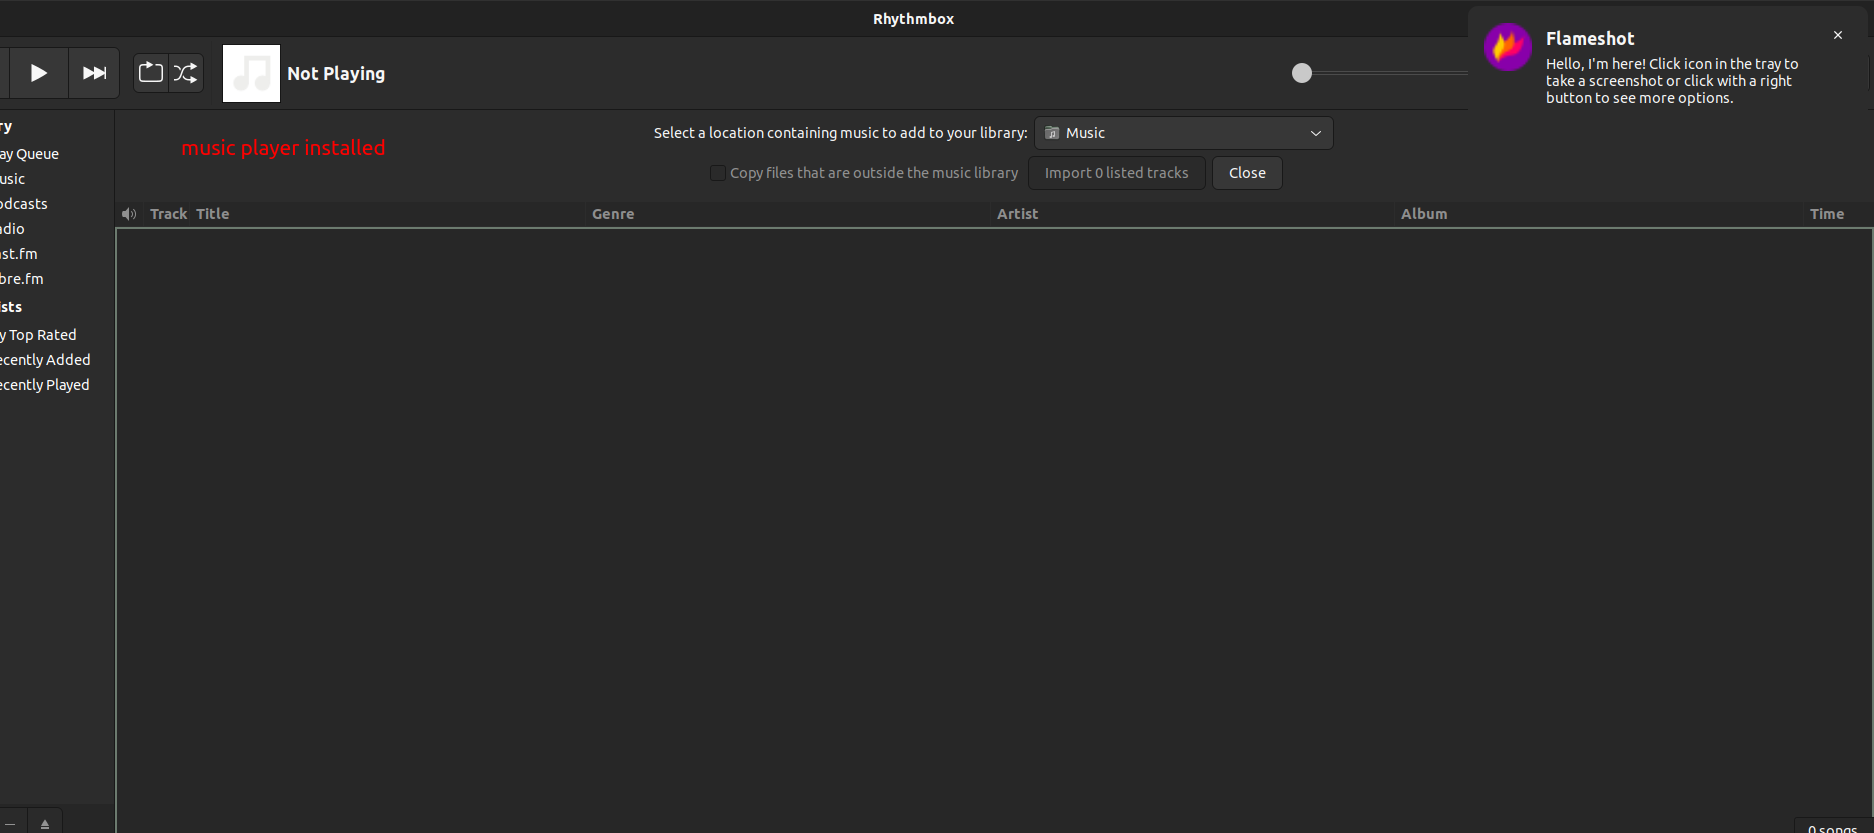 Rhythmbox
Flameshot
Hello, I'm here! Click icon in the tray to
take a screenshot or click with a right
button to see more options.
Not Playing
music player installed
Select a location containing music to add to your library:
Music
Copy files that are outside the music library
Import 0 listed tracks
Close
ry
ay Queue
usic
odcasts
adio
ast.fm
bre.fm
ists
y Top Rated
ecently Added
ecently Played
Track Title Genre Artist Album Time
0 songs